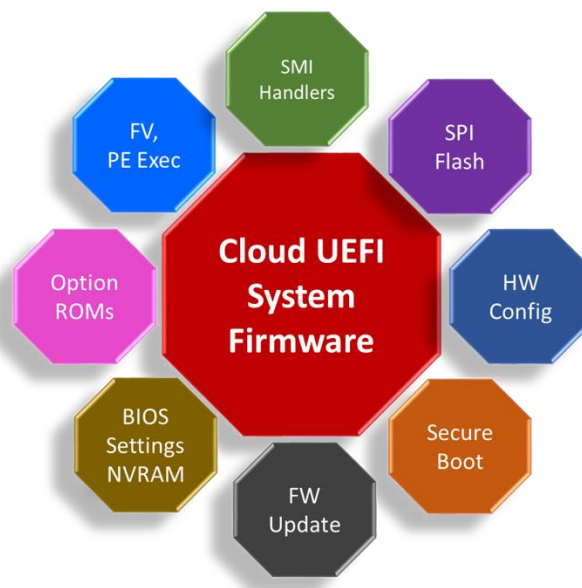 SMI
Handlers
FV,
PE Exec
SPI
Flash
Option
ROMs
Cloud UEFI
System
Firmware
HW
Config
BIOS
Settings
NVRAM
Secure
Boot
FW
Update